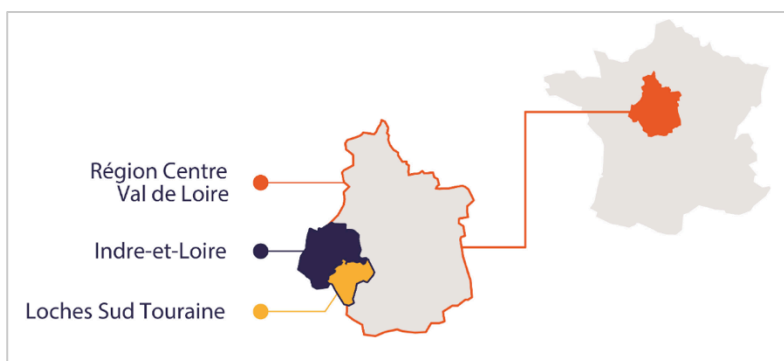 Région Centre
Val de Loire
Indre-et-Loire
Loches Sud Touraine